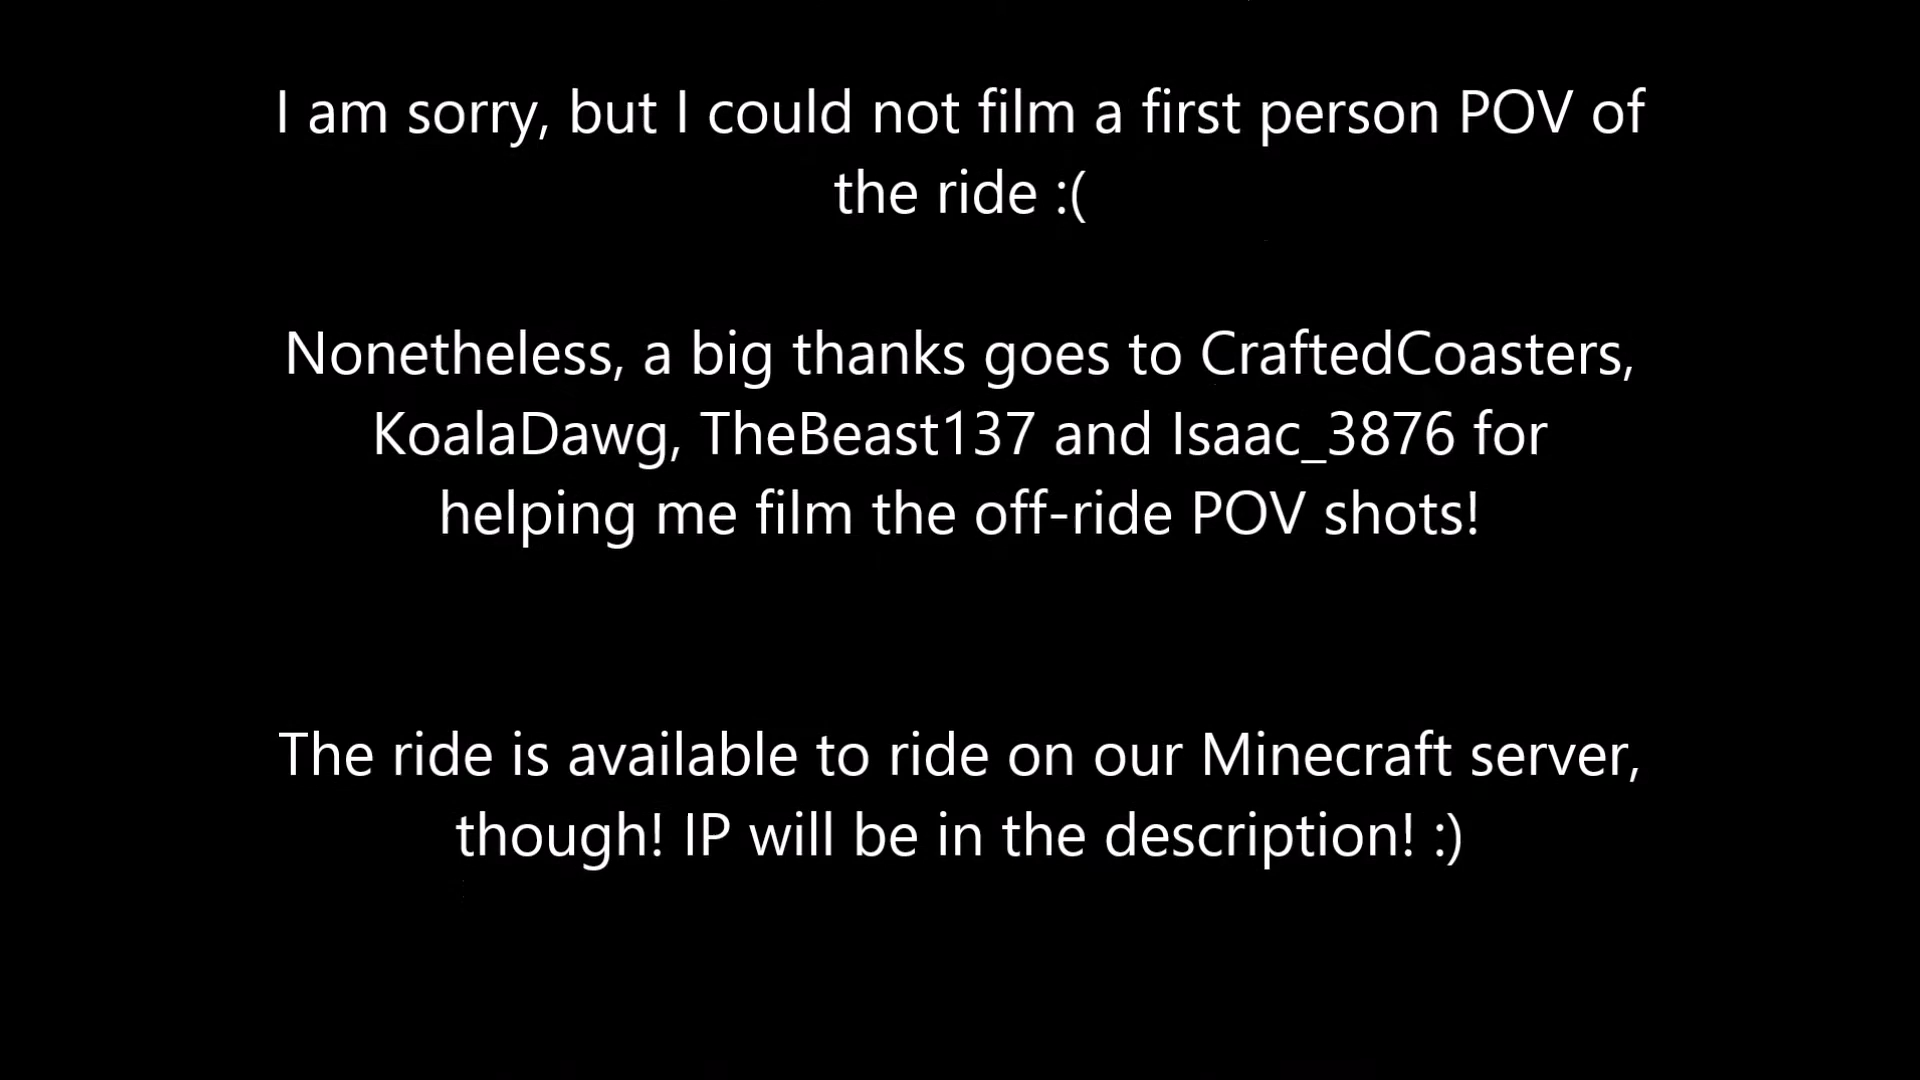 I am sorry, but I could not film a first person POV of
the ride :(
Nonetheless, a big thanks goes to CraftedCoasters,
KoalaDawg, TheBeast137 and Isaac_3876 for
helping me film the off-ride POV shots!
The ride is available to ride on our Minecraft server,
though! IP will be in the description! :)